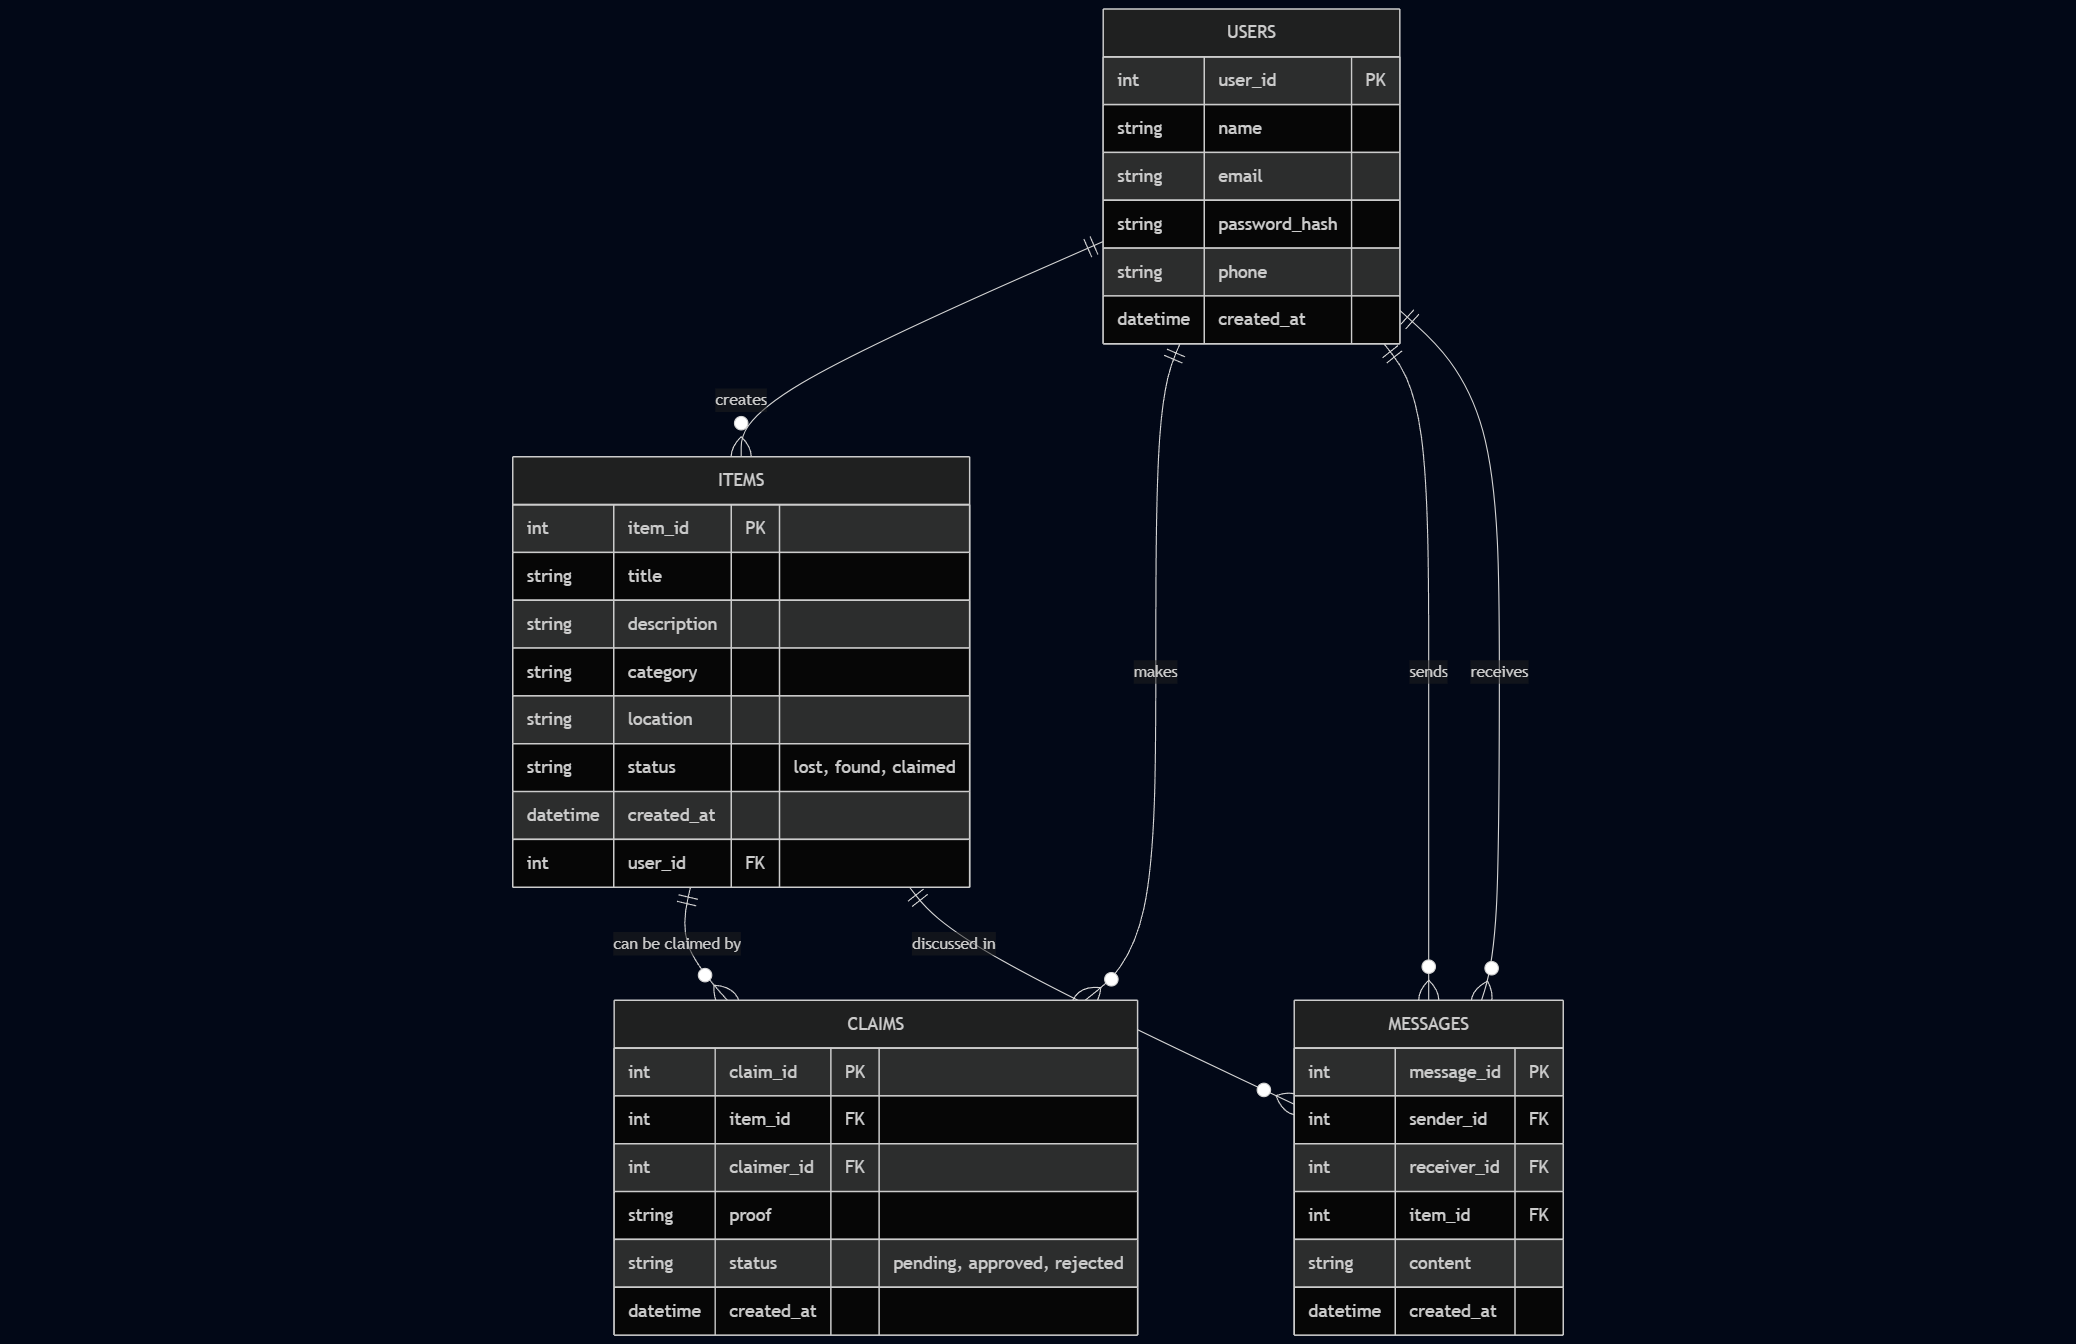 USERS
int user_id PK
string name
string email
string password_hash
string phone
datetime created_at
creates
ITEMS
int item_id PK
string title
string description
string category
string location
string status lost, found, claimed
datetime created_at
int user_id FK
makes
sends
receives
can be claimed by
discussed in
CLAIMS
int claim_id PK
int item_id FK
int claimer_id FK
string proof
string status pending, approved, rejected
datetime created_at
MESSAGES
int message_id PK
int sender_id FK
int receiver_id FK
int item_id FK
string content
datetime created_at